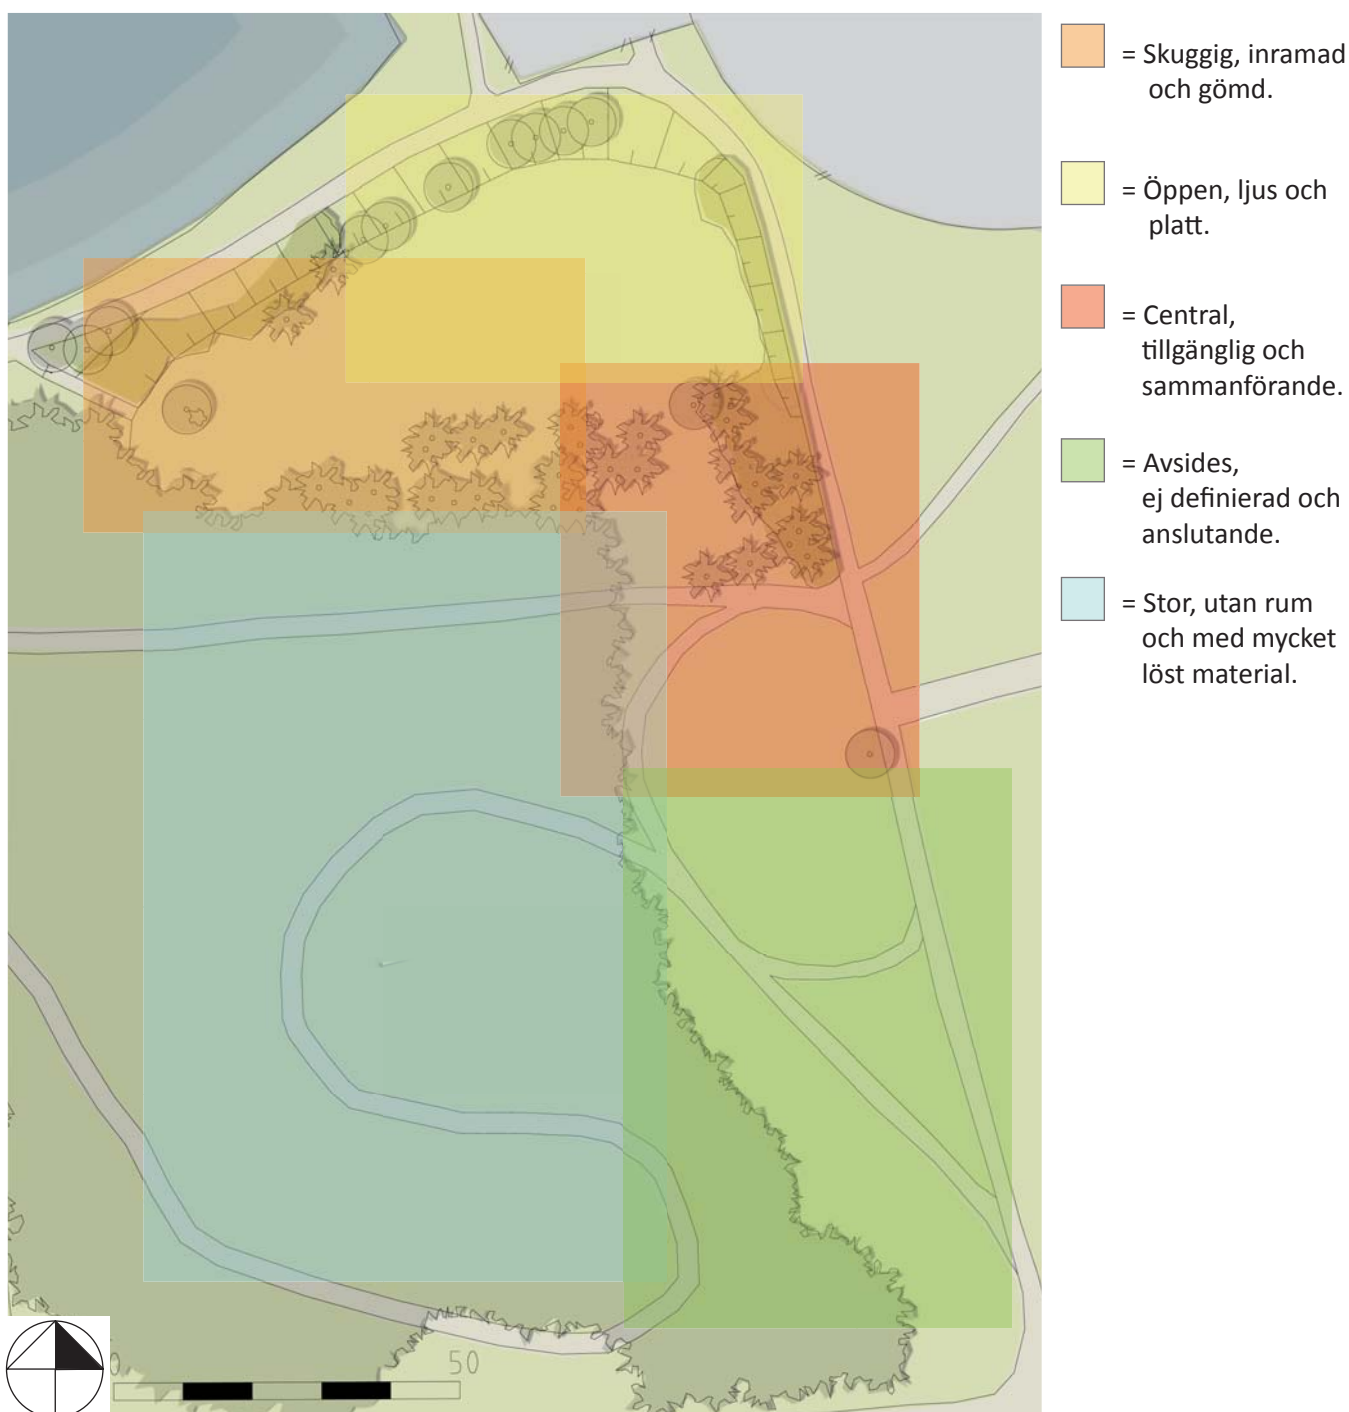 = Skuggig, inramad
och gömd.
= Öppen, ljus och
platt.
= Central,
tillgänglig och
sammanförande.
= Avsides,
ej definierad och
anslutande.
= Stor, utan rum
och med mycket
löst material.
0 50